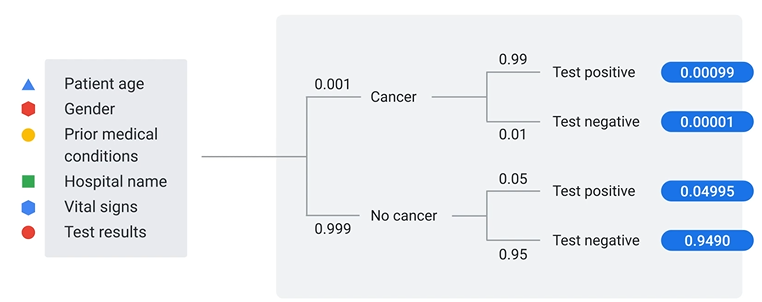 Patient age
Gender
Prior medical
conditions
Hospital name
Vital signs
Test results
0.001
Cancer
0.99
Test positive
0.00099
0.01
Test negative
0.00001
0.999
No cancer
0.05
Test positive
0.04995
0.95
Test negative
0.9490